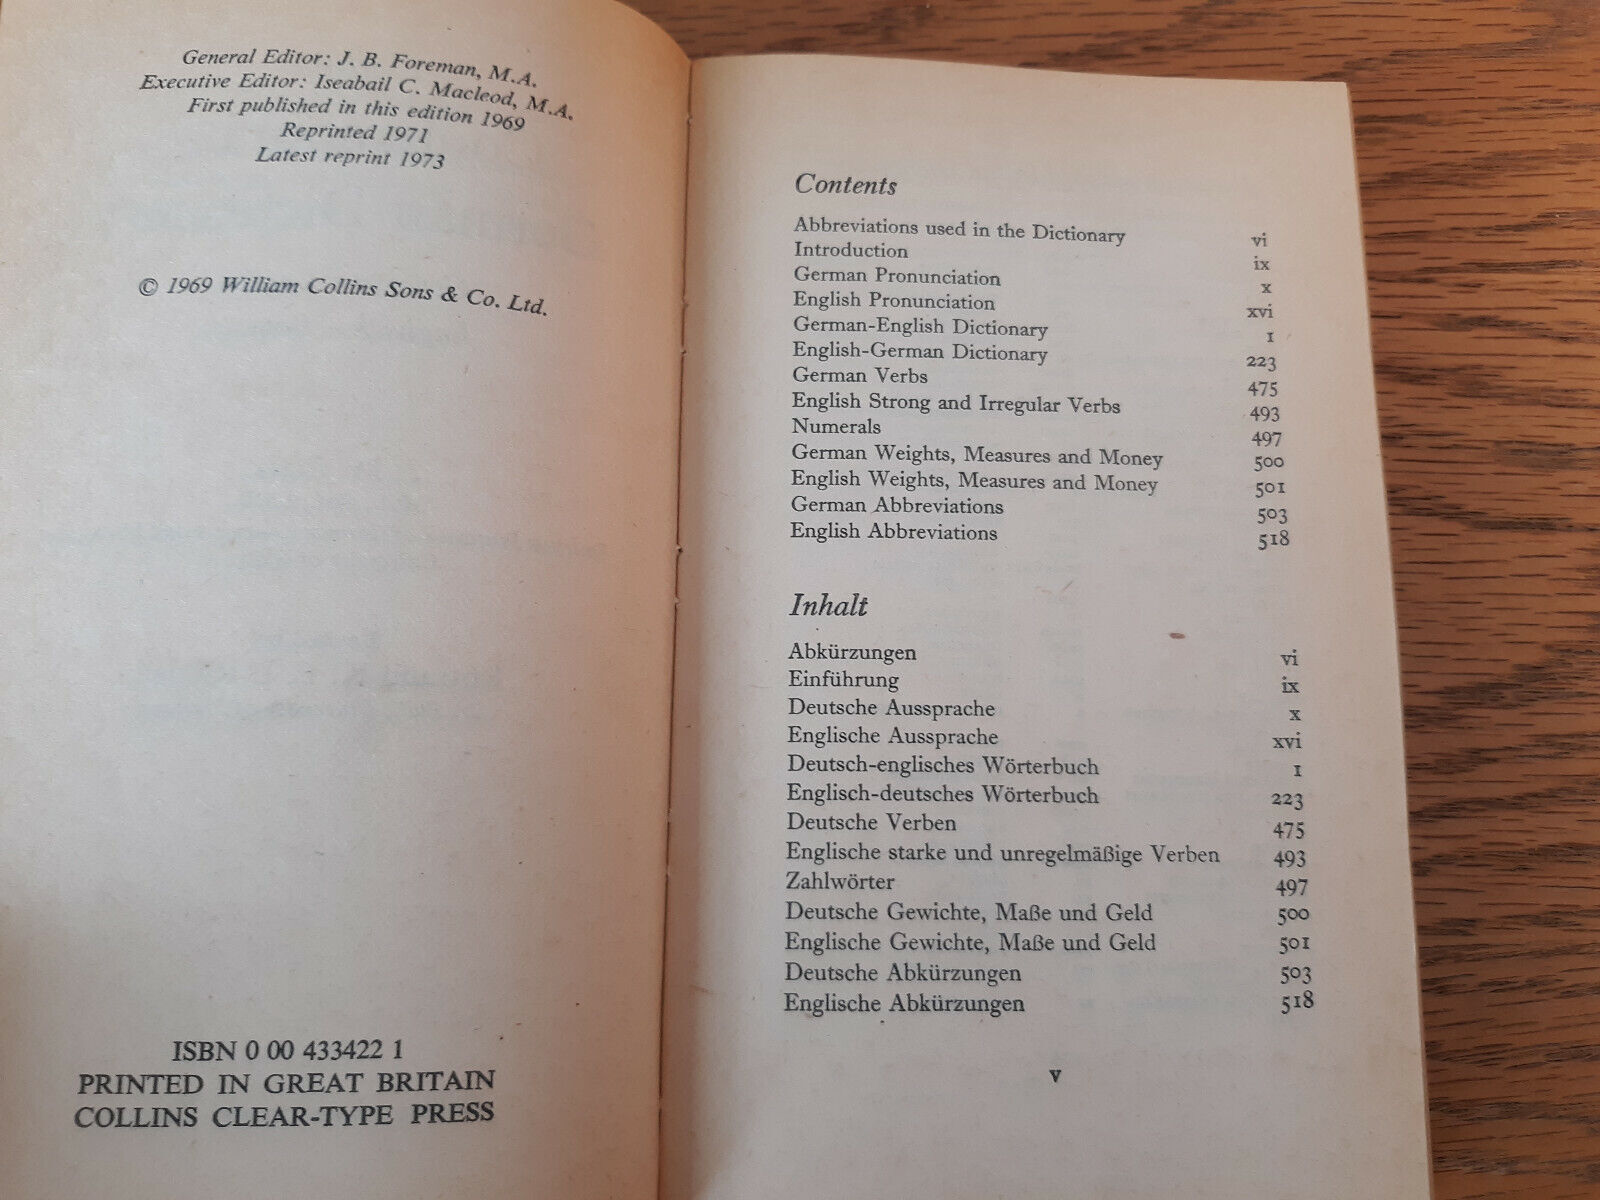 General Editor: J. B. Foreman, M.A.
Executive Editor: Iseabail C. Macleod, M.A.
First published in this edition 1969
Reprinted 1971
Latest reprint 1973
© 1969 William Collins Sons & Co. Ltd.
ISBN 0 00 433422 1
PRINTED IN GREAT BRITAIN
COLLINS CLEAR-TYPE PRESS
Contents
Abbreviations used in the Dictionary vi
Introduction ix
German Pronunciation x
English Pronunciation xvi
German-English Dictionary 1
English-German Dictionary 223
German Verbs 475
English Strong and Irregular Verbs 493
Numerals 497
German Weights, Measures and Money 500
English Weights, Measures and Money 501
German Abbreviations 503
English Abbreviations 518
Inhalt
Abkürzungen vi
Einführung ix
Deutsche Aussprache x
Englische Aussprache xvi
Deutsch-englisches Wörterbuch 1
Englisch-deutsches Wörterbuch 223
Deutsche Verben 475
Englische starke und unregelmäßige Verben 493
Zahlwörter 497
Deutsche Gewichte, Maße und Geld 500
Englische Gewichte, Maße und Geld 501
Deutsche Abkürzungen 503
Englische Abkürzungen 518
v